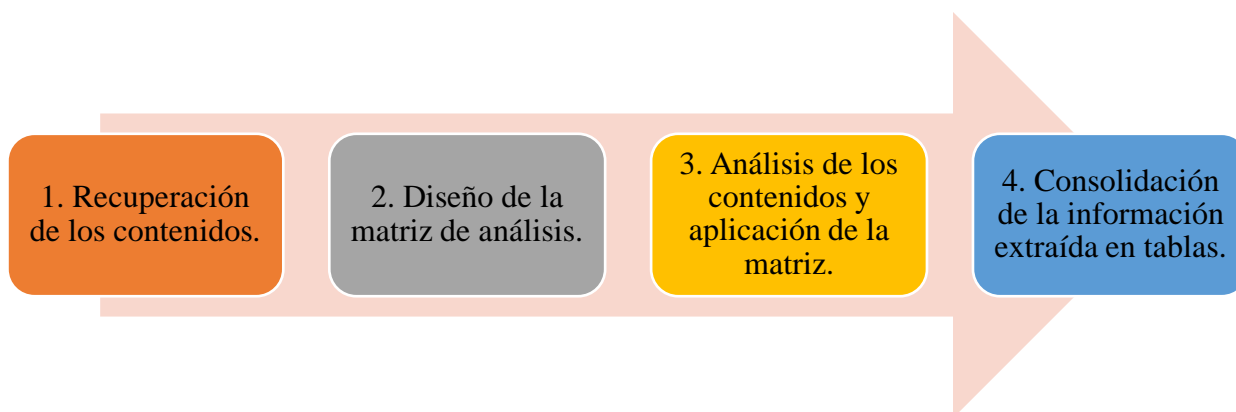 1. Recuperación
de los contenidos.
2. Diseño de la
matriz de análisis.
3. Análisis de los
contenidos y
aplicación de la
matriz.
4. Consolidación
de la información
extraída en tablas.